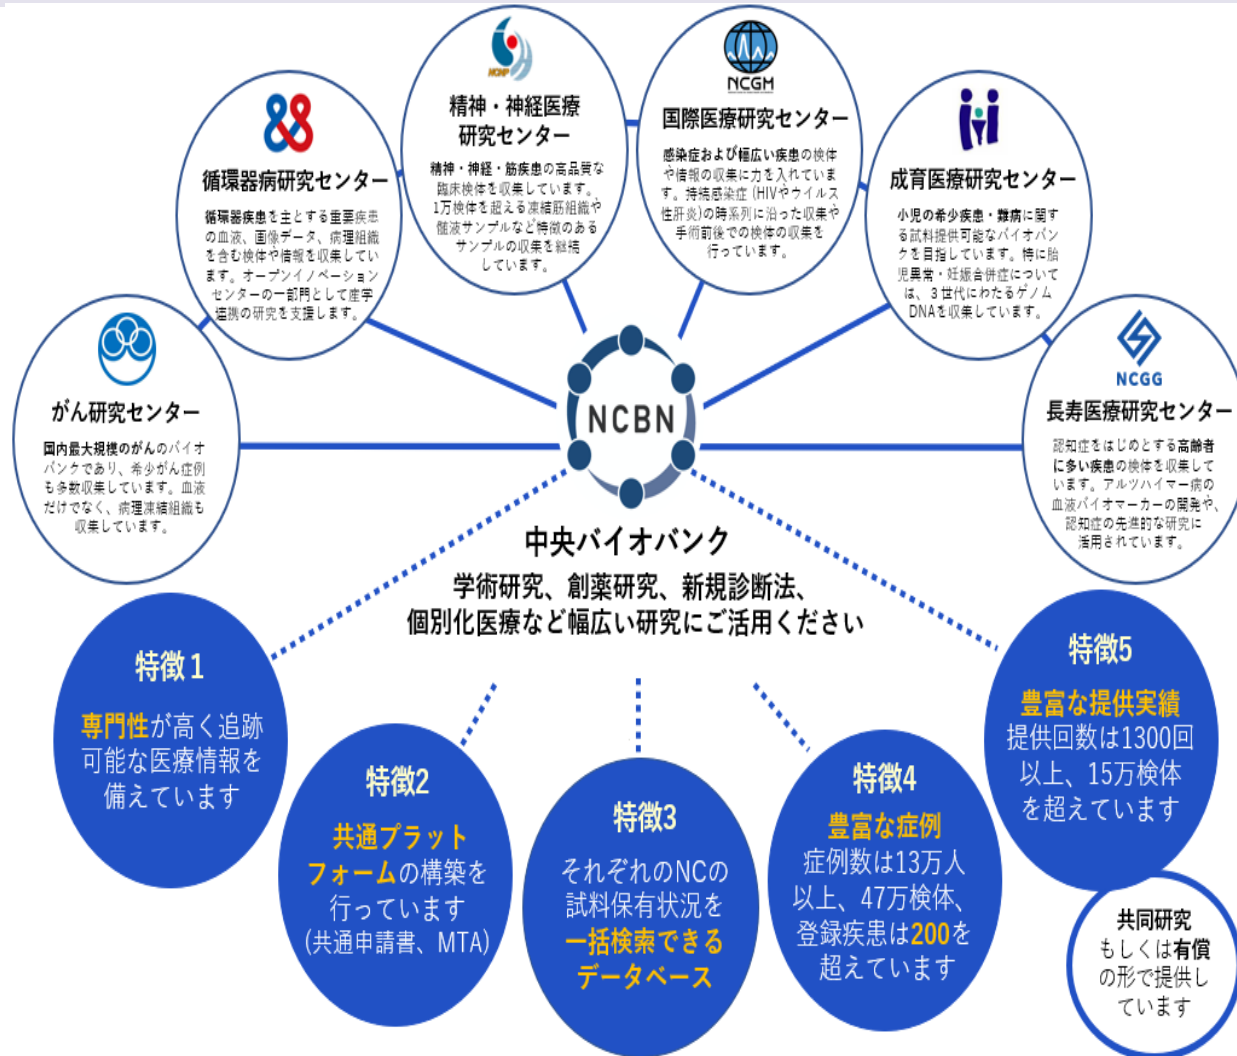 NCNP
精神・神経医療
研究センター
精神・神経・筋疾患の高品質な
臨床検体を収集しています。
1万検体を超える凍結筋組織や
髄液サンプルなど特徴のある
サンプルの収集を継続
しています。
NCGM
国際医療研究センター
感染症および幅広い疾患の検体
や情報の収集に力を入れていま
す。持続感染症 (HIVやウイルス
性肝炎)の時系列に沿った収集や
手術前後での検体の収集を
行っています。
循環器病研究センター
循環器疾患を主とする重要疾患
の血液、画像データ、病理組織
を含む検体や情報を収集してい
ます。オープンイノベーション
センターの一部門として産学
連携の研究を支援します。
成育医療研究センター
小児の希少疾患・難病に関す
る試料提供可能なバイオバン
クを目指しています。特に胎
児異常・妊娠合併症について
は、３世代にわたるゲノム
DNAを収集しています。
がん研究センター
国内最大規模のがんのバイオ
バンクであり、希少がん症例
も多数収集しています。血液
だけでなく、病理凍結組織も
収集しています。
NCGG
長寿医療研究センター
認知症をはじめとする高齢者
に多い疾患の検体を収集して
います。アルツハイマー病の
血液バイオマーカーの開発や、
認知症の先進的な研究に
活用されています。
NCBN
中央バイオバンク
学術研究、創薬研究、新規診断法、
個別化医療など幅広い研究にご活用ください
特徴１
専門性が高く追跡
可能な医療情報を
備えています
特徴2
共通プラット
フォームの構築を
行っています
(共通申請書、MTA)
特徴3
それぞれのNCの
試料保有状況を
一括検索できる
データベース
特徴4
豊富な症例
症例数は13万人
以上、47万検体、
登録疾患は200を
超えています
特徴5
豊富な提供実績
提供回数は1300回
以上、15万検体
を超えています
共同研究
もしくは有償
の形で提供し
ています